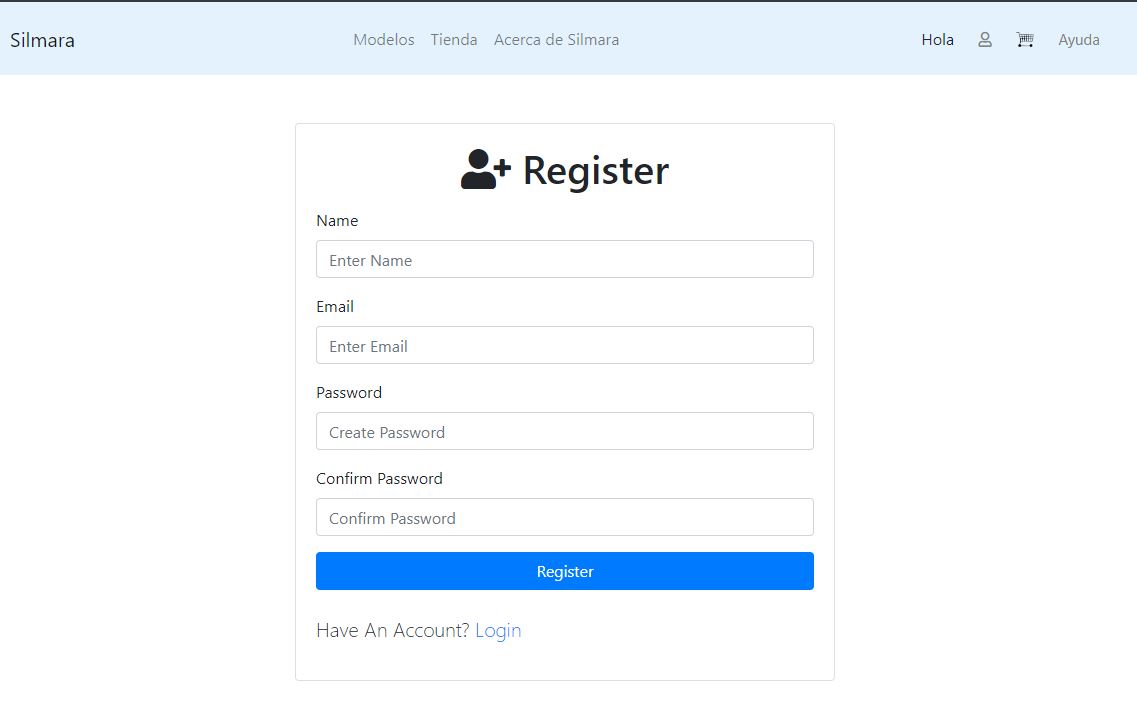 Silmara Modelos Tienda Acerca de Silmara Hola Ayuda
Register
Name
Enter Name
Email
Enter Email
Password
Create Password
Confirm Password
Confirm Password
Register
Have An Account? Login